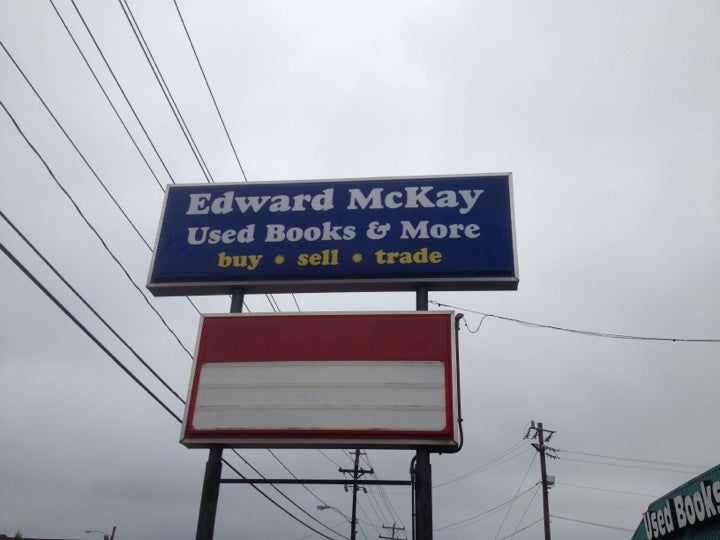 Edward McKay
Used Books & More
buy * sell * trade
Used Books